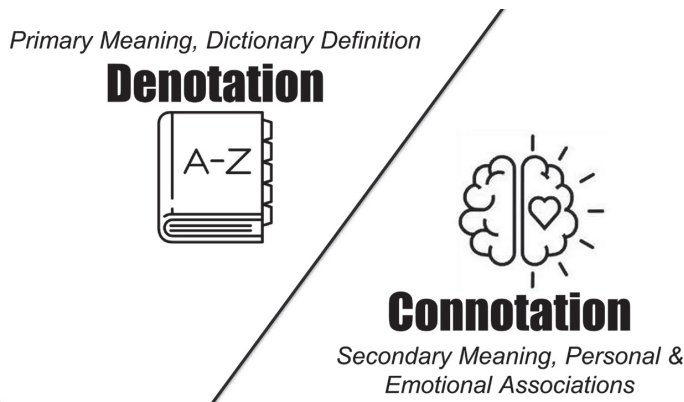 Primary Meaning, Dictionary Definition
Denotation
A-Z
Connotation
Secondary Meaning, Personal &
Emotional Associations